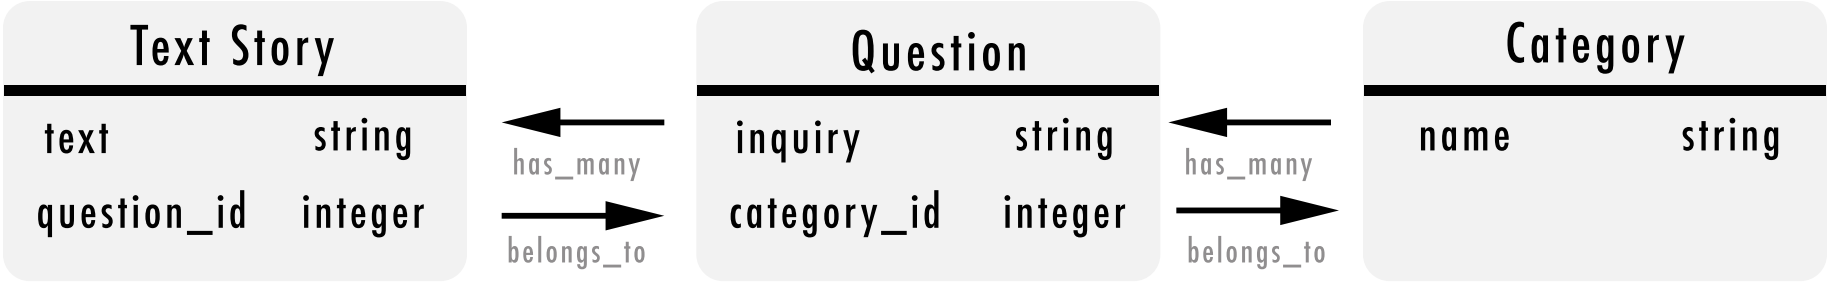 Text Story
text string
question_id integer
has_many
belongs_to
Question
inquiry string
category_id integer
has_many
belongs_to
Category
name string